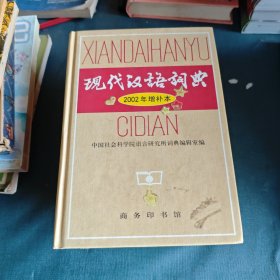 XIANDAIHANYU
现代汉语词典
2002年增补本
CIDIAN
中国社会科学院语言研究所词典编辑室编
商务印书馆